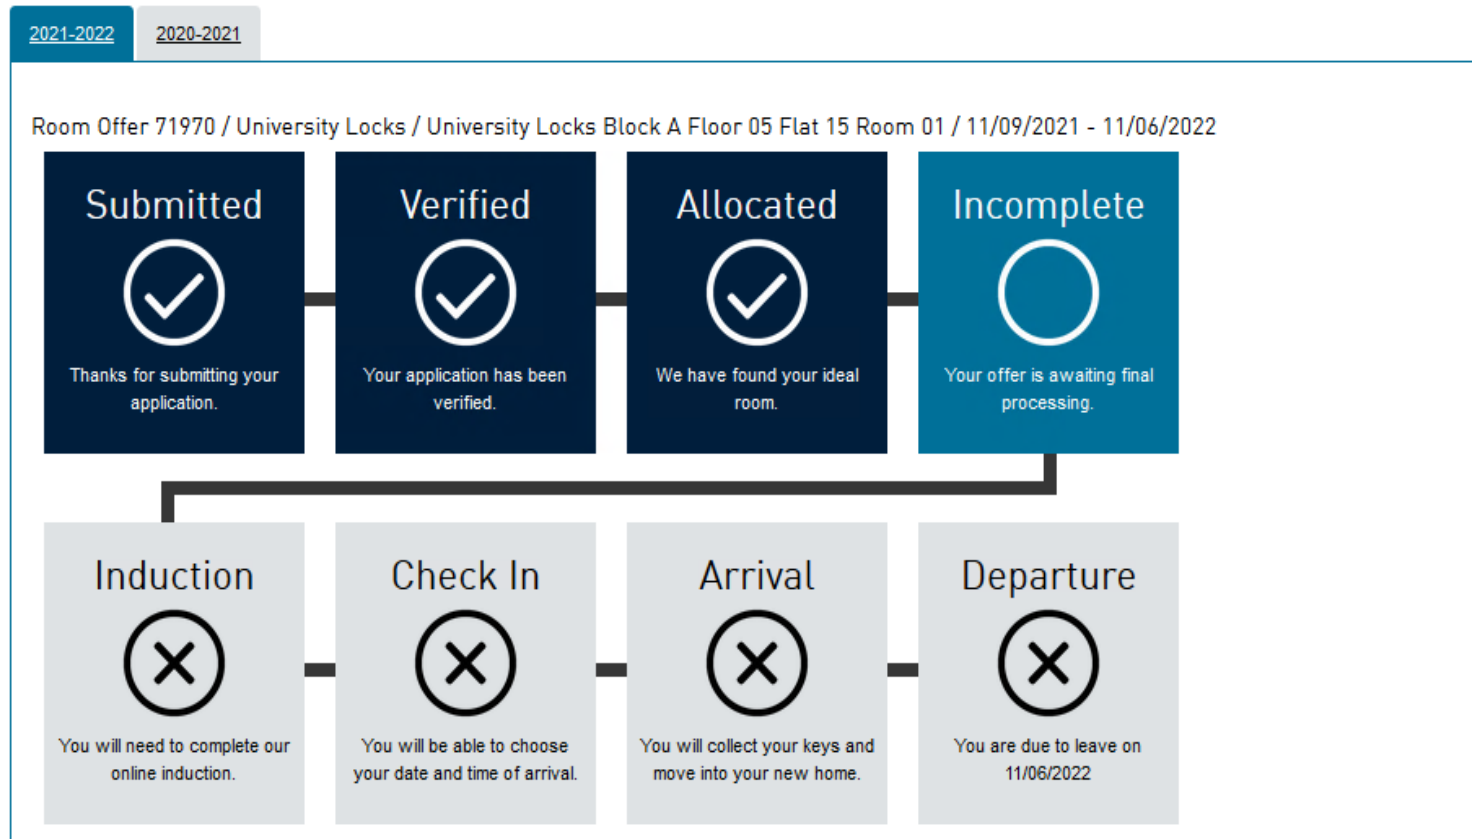 2021-2022
2020-2021
Room Offer 71970 / University Locks / University Locks Block A Floor 05 Flat 15 Room 01 / 11/09/2021 - 11/06/2022
Submitted
Thanks for submitting your
application.
Verified
Your application has been
verified.
Allocated
We have found your ideal
room.
Incomplete
Your offer is awaiting final
processing.
Induction
You will need to complete our
online induction.
Check In
You will be able to choose
your date and time of arrival.
Arrival
You will collect your keys and
move into your new home.
Departure
You are due to leave on
11/06/2022